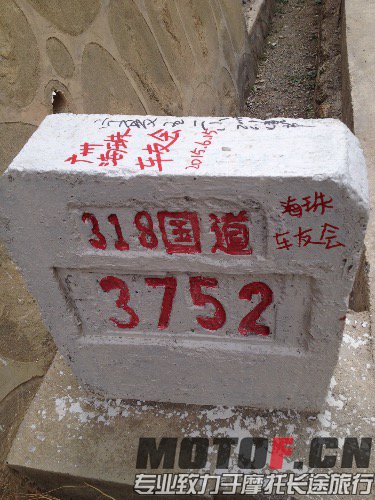 广州
海珠
车友会
2015.6.15
318国道
3752
海珠
车友会
MOTOF.CN
专业致力于摩托长途旅行